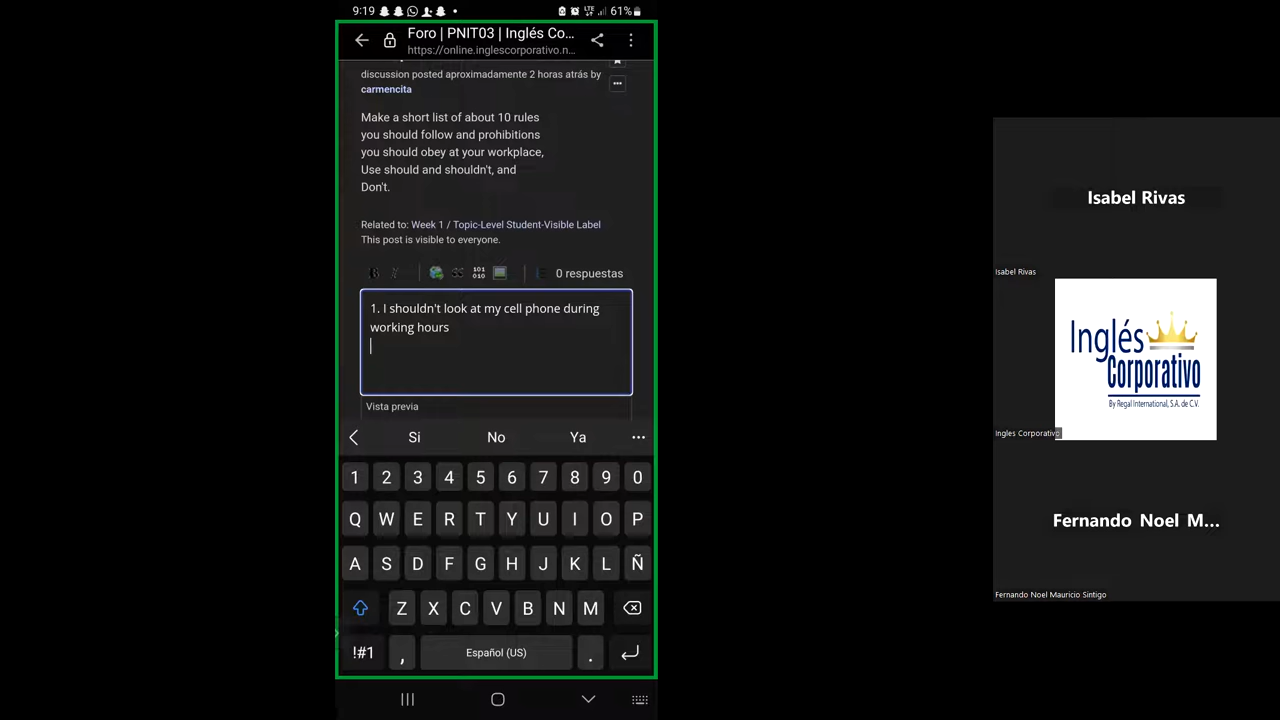 9:19
LTE
61%
Foro | PNIT03 | Inglés Co...
https://online.inglescorporativo.n...
discussion posted aproximadamente 2 horas atrás by
carmencita
Make a short list of about 10 rules
you should follow and prohibitions
you should obey at your workplace,
Use should and shouldn't, and
Don't.
Related to: Week 1 / Topic-Level Student-Visible Label
This post is visible to everyone.
101
010
0 respuestas
1. I shouldn't look at my cell phone during
working hours
Vista previa
Si No Ya ...
1 2 3 4 5 6 7 8 9 0
Q W E R T Y U I O P
A S D F G H J K L Ñ
Z X C V B N M
!#1 , Español (US) .
Isabel Rivas
Isabel Rivas
Inglés
Corporativo
By Regal International, S.A. de C.V.
Ingles Corporativo
Fernando Noel M...
Fernando Noel Mauricio Sintigo